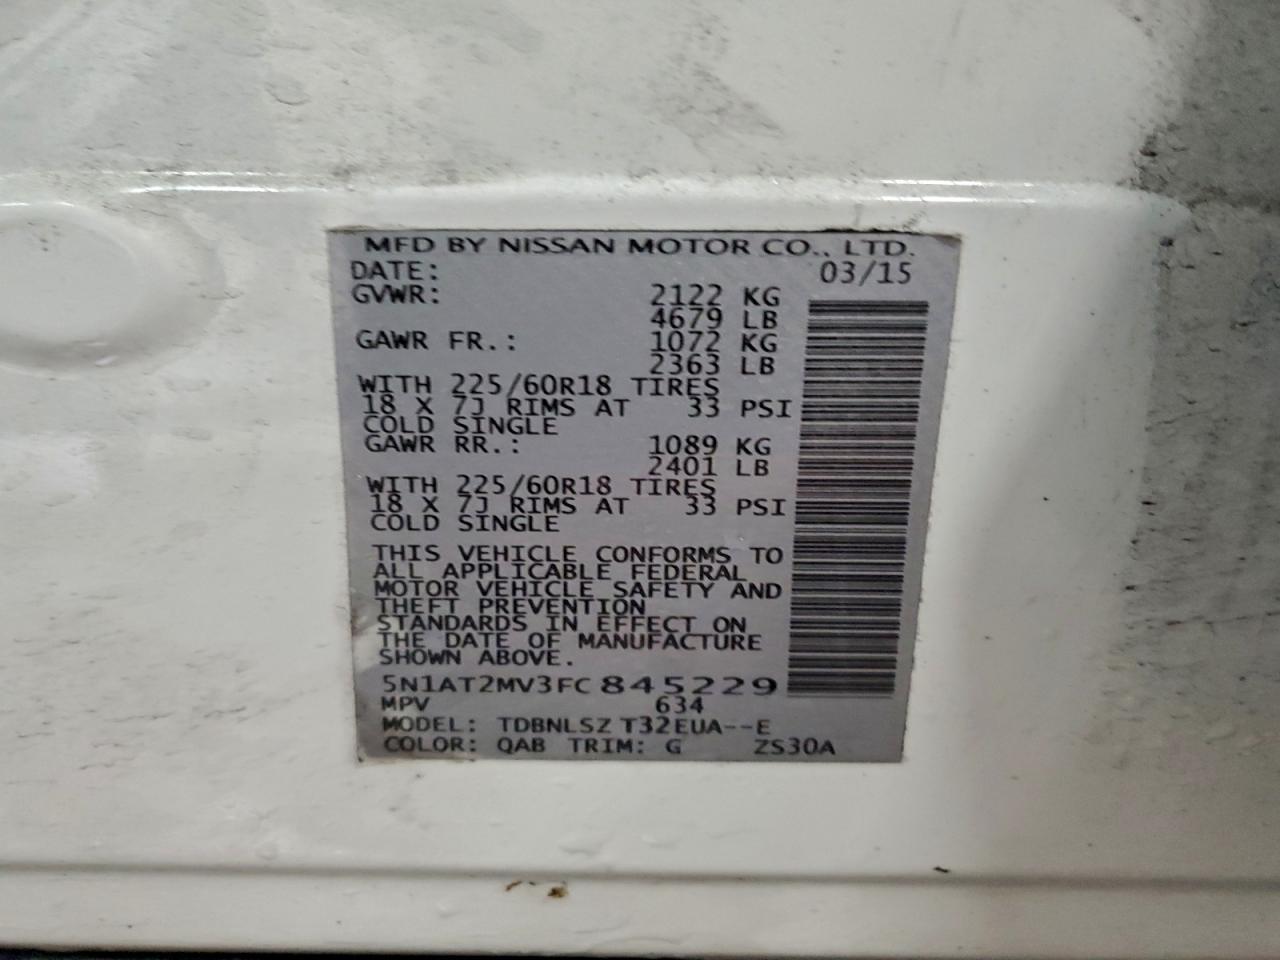 MFD BY NISSAN MOTOR CO., LTD.
DATE: 03/15
GVWR: 2122 KG
4679 LB
GAWR FR.: 1072 KG
2363 LB
WITH 225/60R18 TIRES
18 X 7J RIMS AT 33 PSI
COLD SINGLE
GAWR RR.: 1089 KG
2401 LB
WITH 225/60R18 TIRES
18 X 7J RIMS AT 33 PSI
COLD SINGLE
THIS VEHICLE CONFORMS TO
ALL APPLICABLE FEDERAL
MOTOR VEHICLE SAFETY AND
THEFT PREVENTION
STANDARDS IN EFFECT ON
THE DATE OF MANUFACTURE
SHOWN ABOVE.
5N1AT2MV3FC845229
MPV 634
MODEL: TDBNLSZ T32EUA--E
COLOR: QAB TRIM: G ZS30A